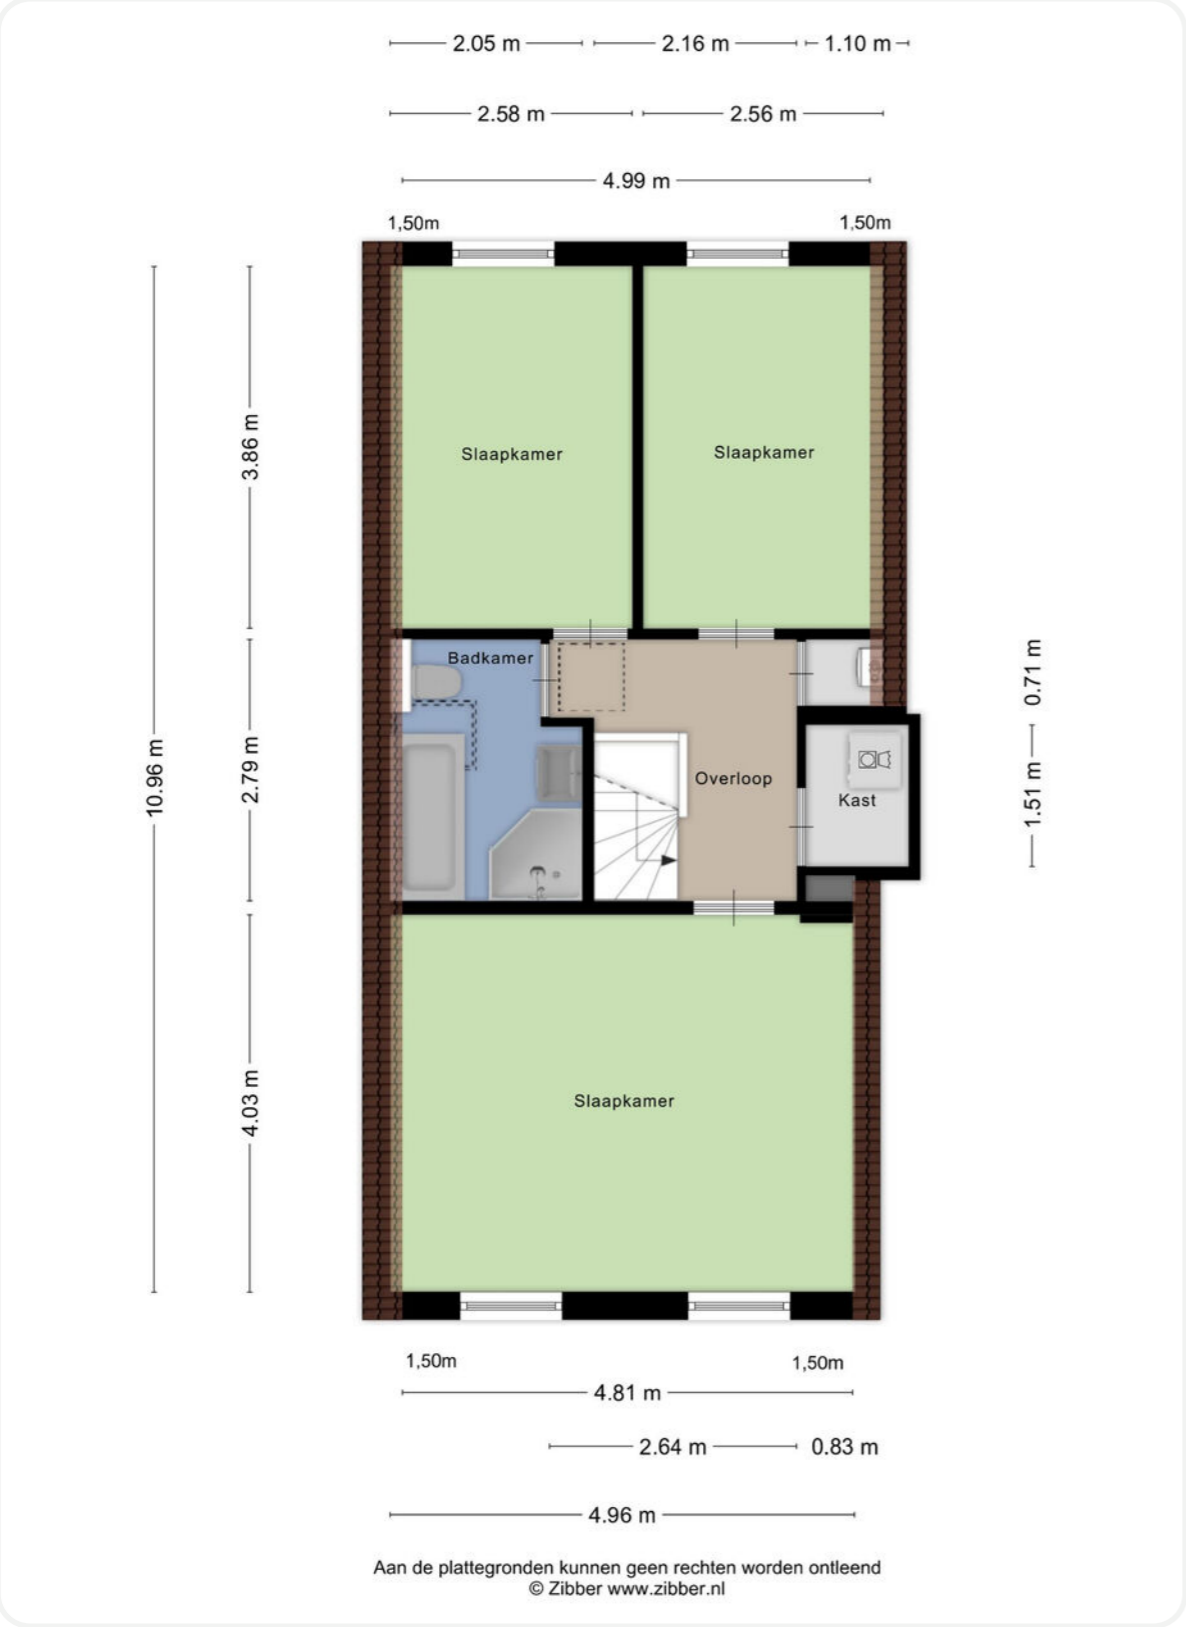 2.05 m 2.16 m 1.10 m
2.58 m 2.56 m
4.99 m
1,50m 1,50m
3.86 m
Slaapkamer Slaapkamer
Badkamer
0.71 m
10.96 m
2.79 m
Overloop
Kast
1.51 m
4.03 m
Slaapkamer
1,50m 1,50m
4.81 m
2.64 m 0.83 m
4.96 m
Aan de plattegronden kunnen geen rechten worden ontleend
© Zibber www.zibber.nl